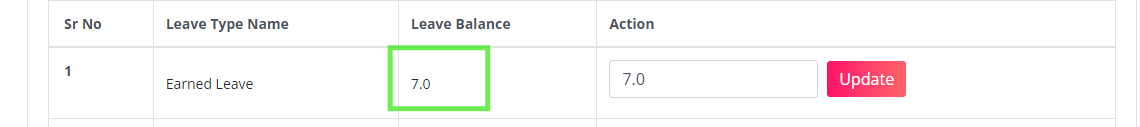 Sr No Leave Type Name Leave Balance Action
1 Earned Leave 7.0 7.0 Update